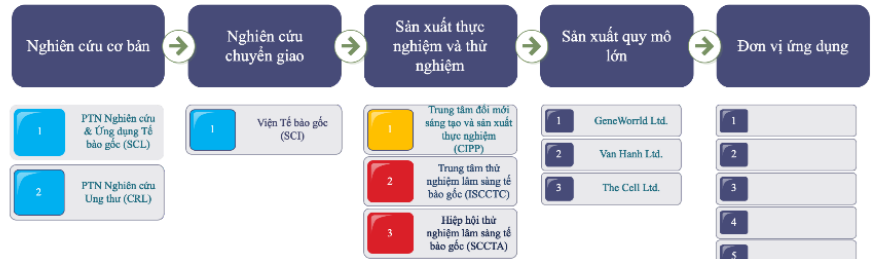 Nghiên cứu cơ bản
Nghiên cứu
chuyển giao
Sản xuất thực
nghiệm và thử
nghiệm
Sản xuất quy mô
lớn
Đơn vị ứng dụng
1
PTN Nghiên cứu
& Ứng dụng Tế
bào gốc (SCL)
2
PTN Nghiên cứu
Ung thư (CRL)
1
Viện Tế bào gốc
(SCI)
1
Trung tâm đổi mới
sáng tạo và sản xuất
thực nghiệm
(CIPP)
2
Trung tâm thử
nghiệm lâm sàng tế
bào gốc (ISCCTC)
3
Hiệp hội thử
nghiệm lâm sàng tế
bào gốc (SCCTA)
1
GeneWorrld Ltd.
2
Van Hanh Ltd.
3
The Cell Ltd.
1
2
3
4
5